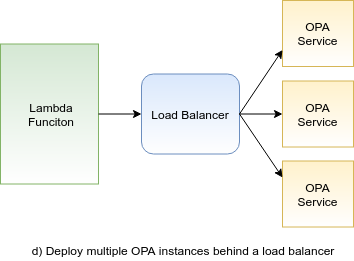 Lambda
Funciton
Load Balancer
OPA
Service
OPA
Service
OPA
Service
d) Deploy multiple OPA instances behind a load balancer